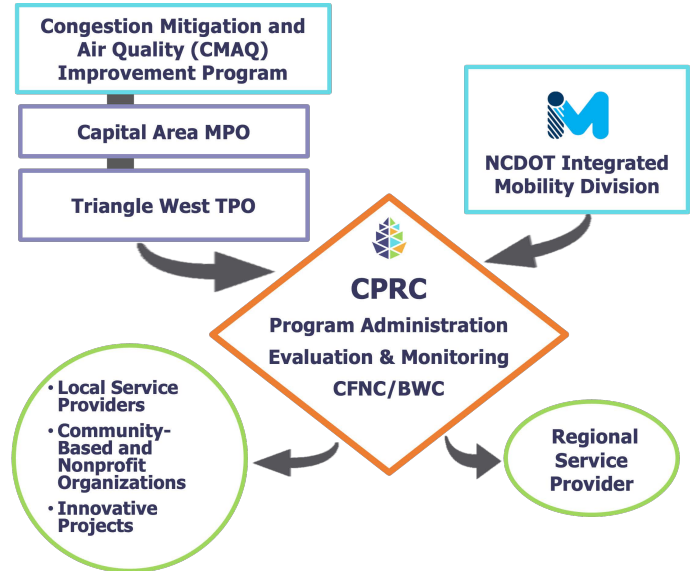 Congestion Mitigation and
Air Quality (CMAQ)
Improvement Program
Capital Area MPO
Triangle West TPO
iM
NCDOT Integrated
Mobility Division
CPRC
Program Administration
Evaluation & Monitoring
CFNC/BWC
• Local Service
Providers
• Community-
Based and
Nonprofit
Organizations
• Innovative
Projects
Regional
Service
Provider